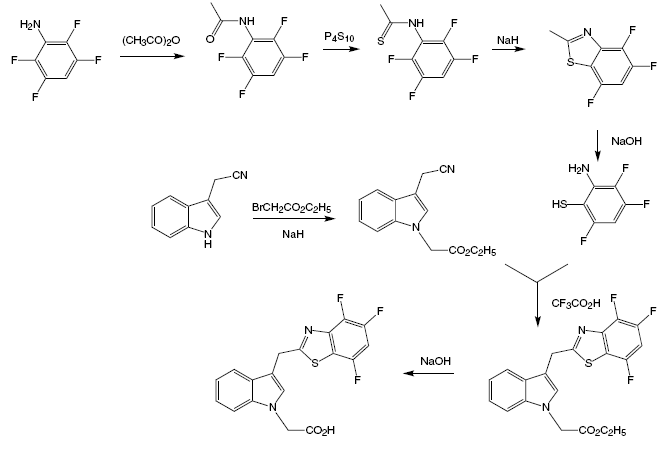 H₂N F F F F
(CH₃CO)₂O
NH O F F F F
P₄S₁₀
NH S F F F F
NaH
N S F F F
NaOH
H₂N HS F F F
CN N H
BrCH₂CO₂C₂H₅
NaH
CN N CO₂C₂H₅
CF₃CO₂H
F F F N S N CO₂H
NaOH
F F F N S N CO₂C₂H₅